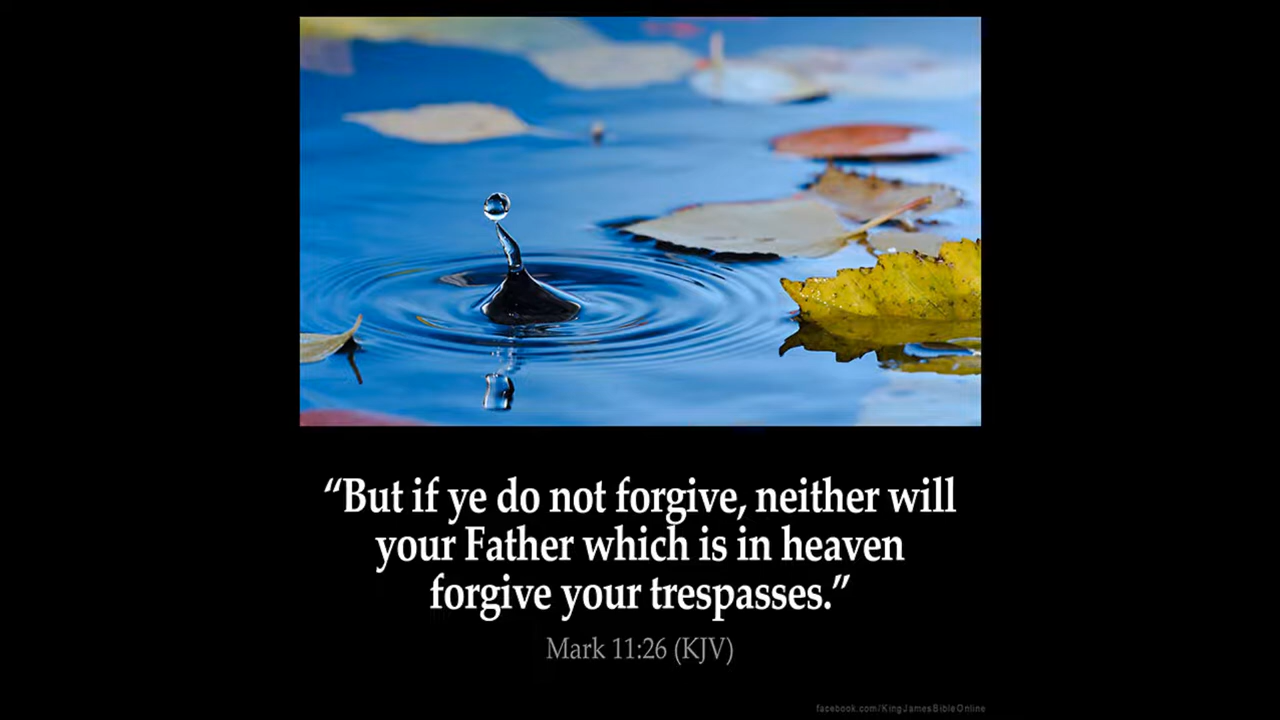 “But if ye do not forgive, neither will
your Father which is in heaven
forgive your trespasses.”
Mark 11:26 (KJV)
facebook.com/KingJamesBibleOnline